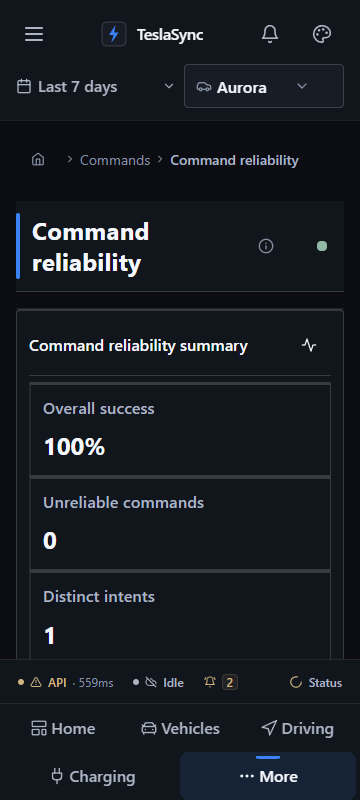 TeslaSync
Last 7 days
Aurora
Commands
Command reliability
Command
reliability
Command reliability summary
Overall success
100%
Unreliable commands
0
Distinct intents
1
API · 559ms
Idle
2
Status
Home
Vehicles
Driving
Charging
More